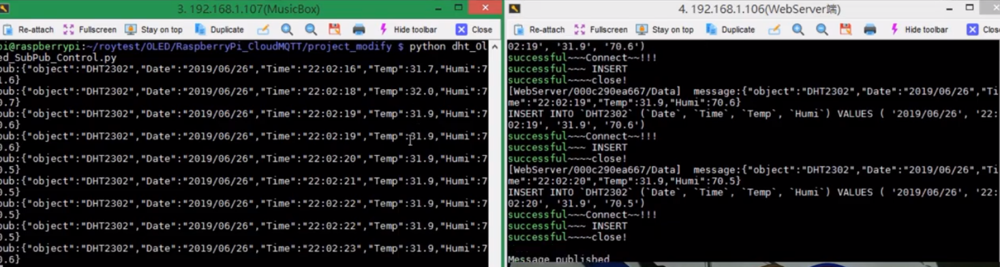 3. 192.168.1.107(MusicBox)
Re-attach Fullscreen Stay on top Duplicate Hide toolbar Close
pi@raspberrypi:~/roytest/OLED/RaspberryPi_CloudMQTT/project_modify $ python dht_Ol
ed_SubPub_Control.py
pub:{"object":"DHT2302","Date":"2019/06/26","Time":"22:02:16","Temp":31.7,"Humi":7
1.6}
pub:{"object":"DHT2302","Date":"2019/06/26","Time":"22:02:18","Temp":32.0,"Humi":7
0.7}
pub:{"object":"DHT2302","Date":"2019/06/26","Time":"22:02:19","Temp":31.9,"Humi":7
0.6}
pub:{"object":"DHT2302","Date":"2019/06/26","Time":"22:02:19","Temp":31.9,"Humi":7
0.6}
pub:{"object":"DHT2302","Date":"2019/06/26","Time":"22:02:20","Temp":31.9,"Humi":7
0.5}
pub:{"object":"DHT2302","Date":"2019/06/26","Time":"22:02:21","Temp":31.9,"Humi":7
0.5}
pub:{"object":"DHT2302","Date":"2019/06/26","Time":"22:02:22","Temp":31.9,"Humi":7
0.5}
pub:{"object":"DHT2302","Date":"2019/06/26","Time":"22:02:22","Temp":31.9,"Humi":7
0.5}
pub:{"object":"DHT2302","Date":"2019/06/26","Time":"22:02:23","Temp":31.9,"Humi":7
0.6}
4. 192.168.1.106(WebServer端)
Re-attach Fullscreen Stay on top Duplicate Hide toolbar Clos
02:19', '31.9', '70.6')
successful~~~Connect~~!!!
successful~~~ INSERT
successful~~~~close!
[WebServer/000c290ea667/Data]  message:{"object":"DHT2302","Date":"2019/06/26","Ti
me":"22:02:19","Temp":31.9,"Humi":70.6}
INSERT INTO `DHT2302` (`Date`, `Time`, `Temp`, `Humi`) VALUES ( '2019/06/26', '22:
02:19', '31.9', '70.6')
successful~~~Connect~~!!!
successful~~~ INSERT
successful~~~~close!
[WebServer/000c290ea667/Data]  message:{"object":"DHT2302","Date":"2019/06/26","Ti
me":"22:02:20","Temp":31.9,"Humi":70.5}
INSERT INTO `DHT2302` (`Date`, `Time`, `Temp`, `Humi`) VALUES ( '2019/06/26', '22:
02:20', '31.9', '70.5')
successful~~~Connect~~!!!
successful~~~ INSERT
successful~~~~close!
Message published